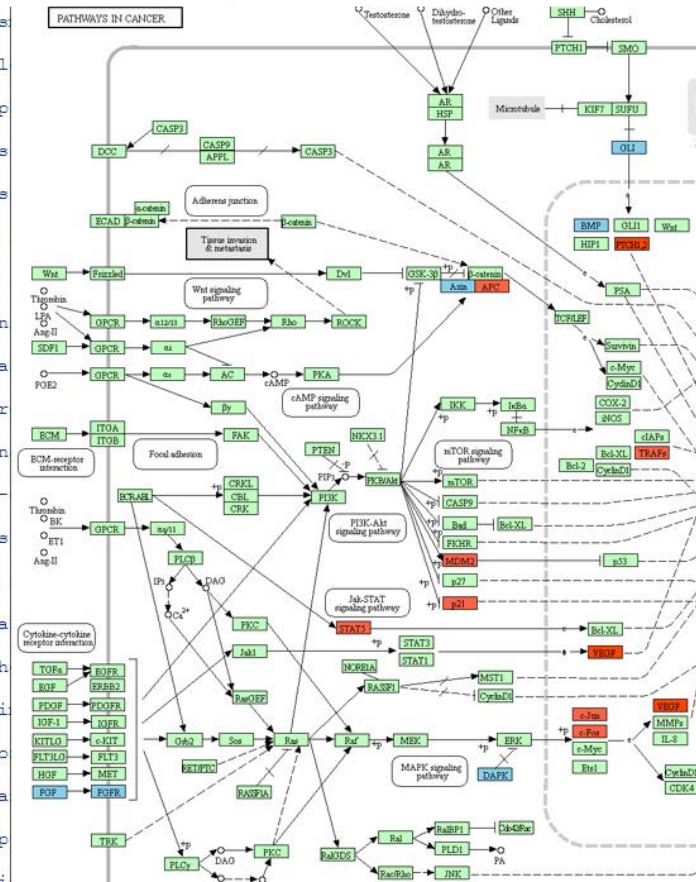 PATHWAYS IN CANCER
Testosterone
Dihydro-
testosterone
Other
Ligands
SHH
Cholesterol
PTCH1
SMO
AR
HSP
Microtubule
KIF7
SUFU
CASP3
DCC
CASP9
APPL
CASP3
AR
AR
GLI
Adherens junction
α-catenin
ECAD
β-catenin
β-catenin
BMP
GLI1
Wnt
HIP1
PTCH1,2
Tissue invasion
& metastasis
Wnt
Frizzled
Dvl
GSK-3β
+p
β-catenin
Axin
APC
+p
Wnt signaling
pathway
PSA
Thrombin
LPA
Ang-II
GPCR
α12/13
RhoGEF
Rho
ROCK
TCF/LEF
SDF1
GPCR
αi
Survivin
c-Myc
CyclinD1
PGE2
GPCR
αs
AC
cAMP
PKA
cAMP signaling
pathway
COX-2
iNOS
βγ
IKK
+p
+p
IκBα
NFκB
ECM
ITGA
ITGB
FAK
NKX3.1
PTEN
-p
PIP3
cIAPs
Bcl-XL
TRAFs
Bcl-2
CyclinD1
ECM-receptor
interaction
Focal adhesion
mTOR signaling
pathway
BCR-ABL
+p
CRKL
CBL
CRK
PI3K
PKB/Akt
mTOR
CASP9
Bad
Bcl-XL
FKHR
MDM2
p53
p27
p21
+p
+p
PI3K-Akt
signaling pathway
Thrombin
BK
ET1
Ang-II
GPCR
αq/11
PLCβ
IP3
DAG
Ca2+
Jak-STAT
signaling pathway
PKC
STAT5
Bcl-XL
Cytokine-cytokine
receptor interaction
Jak1
+p
STAT3
STAT1
VEGF
TGFα
EGFR
EGF
ERBB2
PDGF
PDGFR
IGF-1
IGFR
KITLG
c-KIT
FLT3LG
FLT3
HGF
MET
FGF
FGFR
NORE1A
RASSF1
MST1
CyclinD1
RasGEF
Grb2
Sos
Ras
Raf
+p
MEK
ERK
+p
+p
c-Jun
c-Fos
c-Myc
Ets1
VEGF
MMPs
IL-8
CyclinD1
CDK4
RET/PTC
RASSF1A
MAPK signaling
pathway
DAPK
TRK
+p
PLCγ
DAG
PKC
RalGDS
Ral
RalBP1
Cdc42/Rac
PLD1
PA
Rac/Rho
JNK